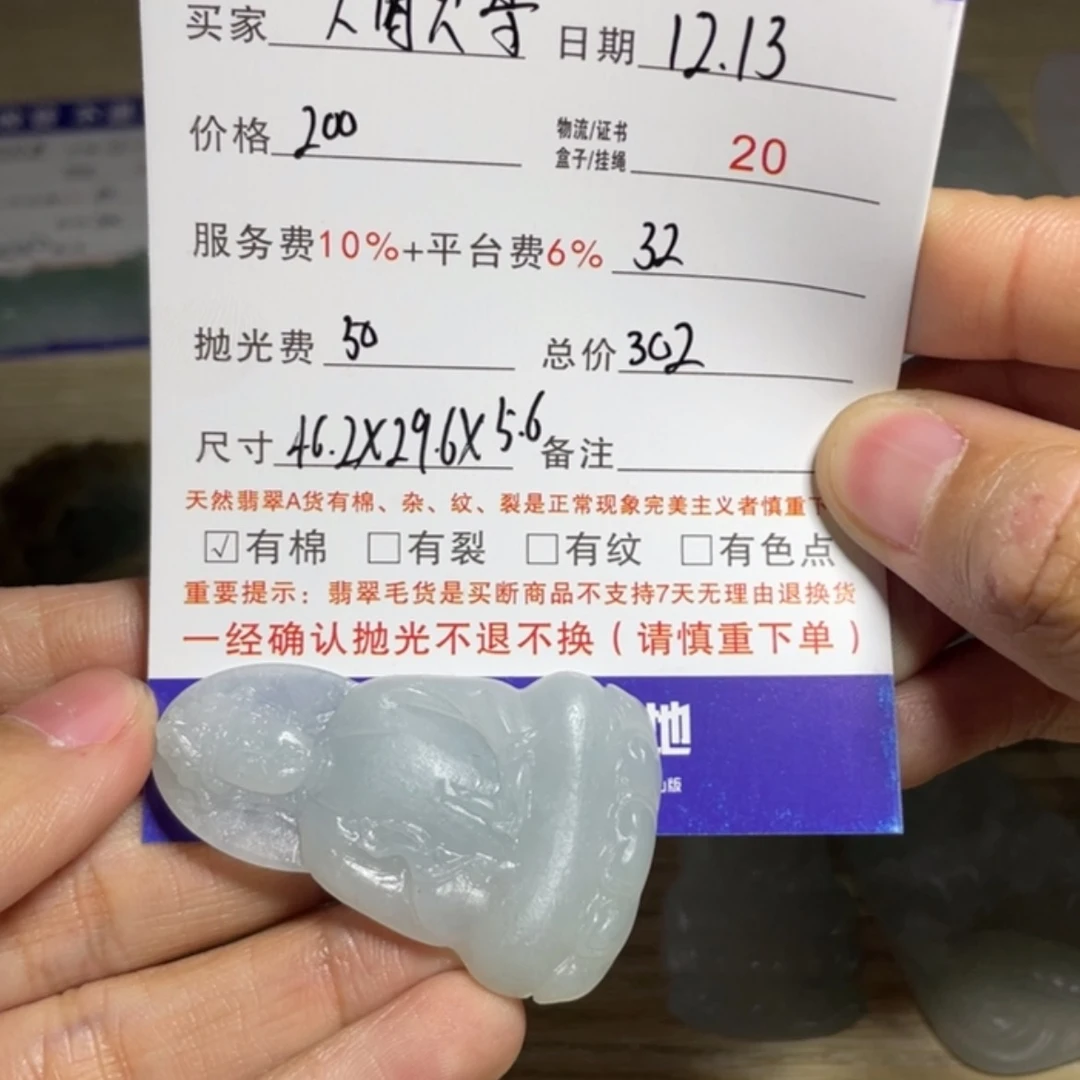 买家 日期 12.13
价格 200 物流/证书 盒子/挂绳 20
服务费10%+平台费6% 32
抛光费 50 总价 302
尺寸 46.2X29.6X5.6 备注
天然翡翠A货有棉、杂、纹、裂是正常现象完美主义者慎重下
☑有棉 □有裂 □有纹 □有色点
重要提示：翡翠毛货是买断商品不支持7天无理由退换货
一经确认抛光不退不换（请慎重下单）
地
版